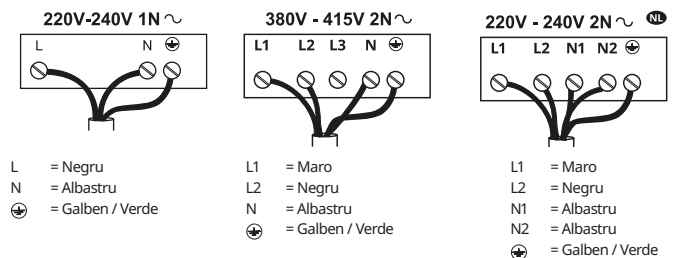 220V-240V 1N ~
L N ⏚
L = Negru
N = Albastru
⏚ = Galben / Verde
380V - 415V 2N ~
L1 L2 L3 N ⏚
L1 = Maro
L2 = Negru
N = Albastru
⏚ = Galben / Verde
220V - 240V 2N ~ NL
L1 L2 N1 N2 ⏚
L1 = Maro
L2 = Negru
N1 = Albastru
N2 = Albastru
⏚ = Galben / Verde